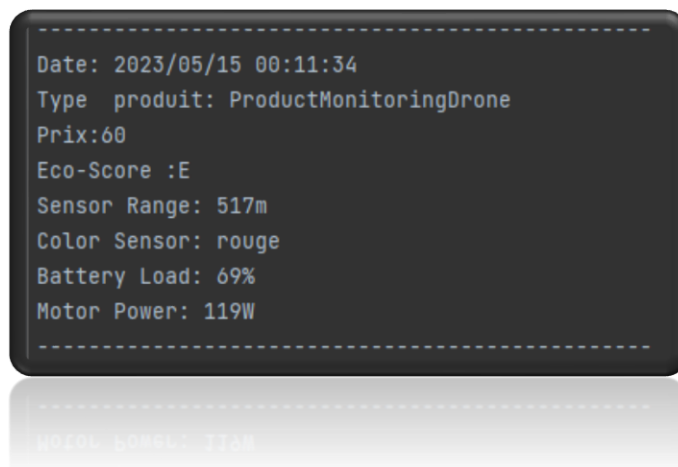 ------------------------------------------------
Date: 2023/05/15 00:11:34
Type  produit: ProductMonitoringDrone
Prix:60
Eco-Score :E
Sensor Range: 517m
Color Sensor: rouge
Battery Load: 69%
Motor Power: 119W
------------------------------------------------